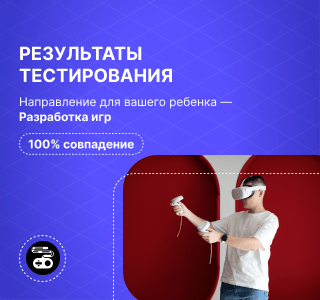 РЕЗУЛЬТАТЫ
ТЕСТИРОВАНИЯ
Направление для вашего ребенка —
Разработка игр
100% совпадение